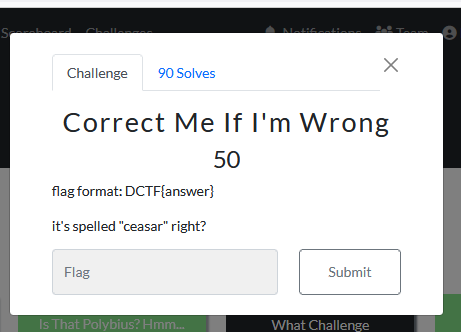 Scoreboard Challenges Notifications Team
Challenge 90 Solves
Correct Me If I'm Wrong
50
flag format: DCTF{answer}
it's spelled "ceasar" right?
Flag Submit
Is That Polybius? Hmm... What Challenge